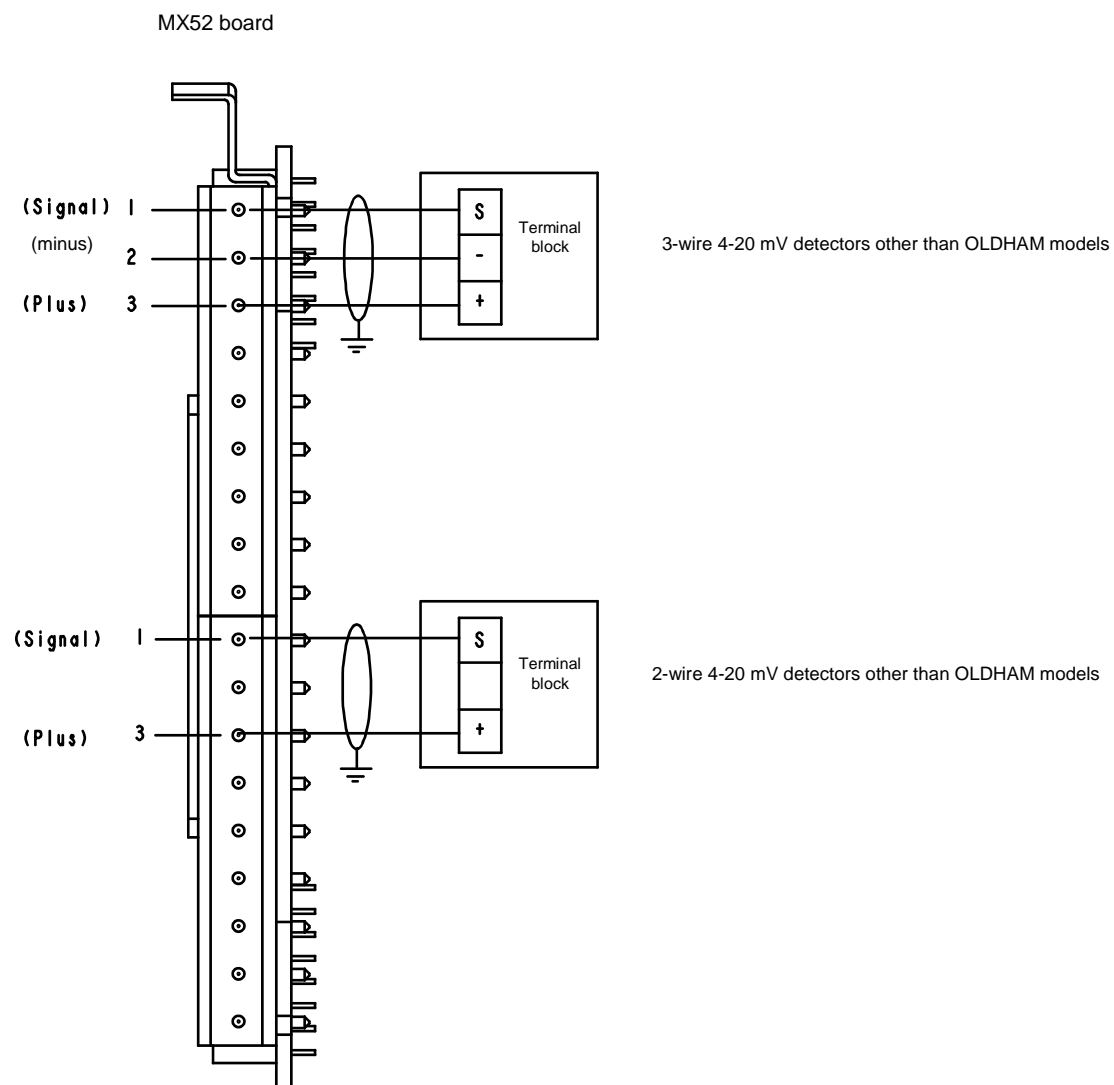 MX52 board
(Signal) 1
S
Terminal
block
(minus)
2
-
3-wire 4-20 mV detectors other than OLDHAM models
(Plus) 3
+
(Signal) 1
S
Terminal
block
2-wire 4-20 mV detectors other than OLDHAM models
(Plus) 3
+